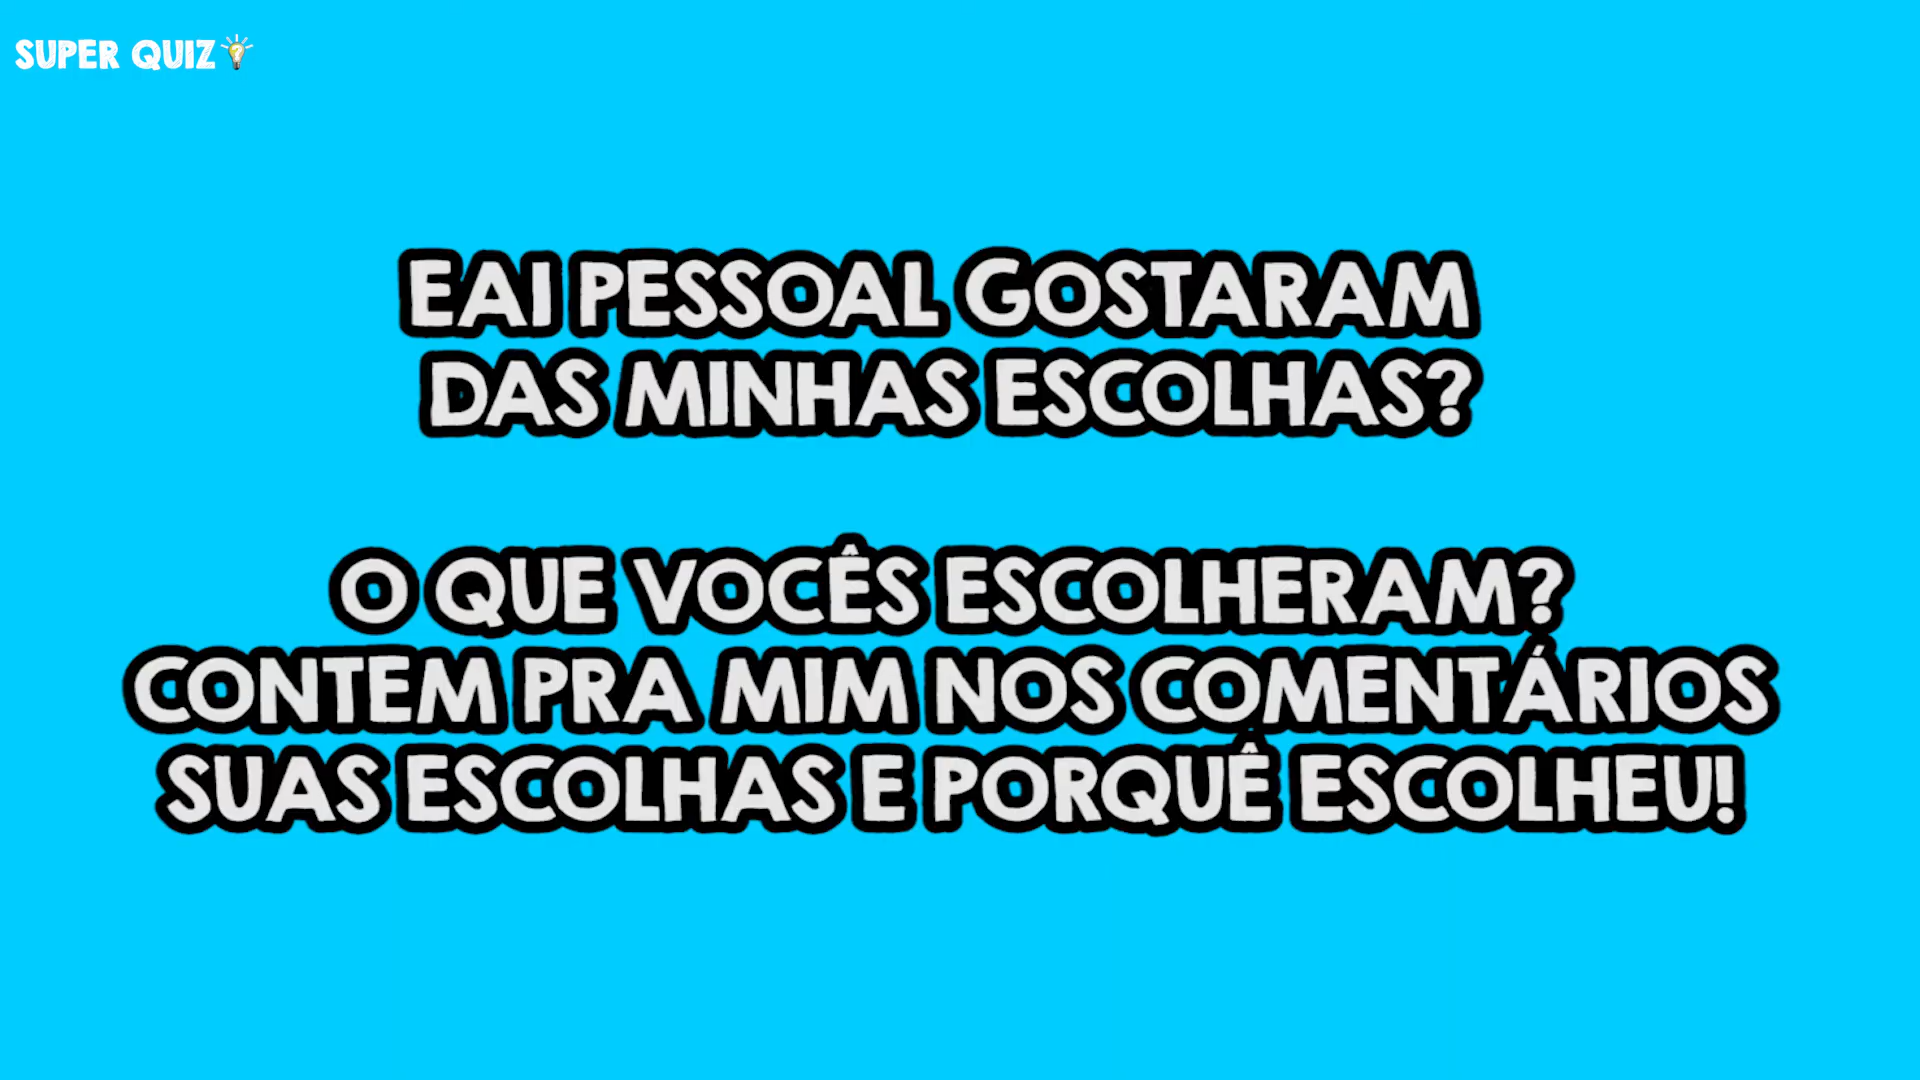 SUPER QUIZ
EAI PESSOAL GOSTARAM
DAS MINHAS ESCOLHAS?
O QUE VOCÊS ESCOLHERAM?
CONTEM PRA MIM NOS COMENTÁRIOS
SUAS ESCOLHAS E PORQUÊ ESCOLHEU!